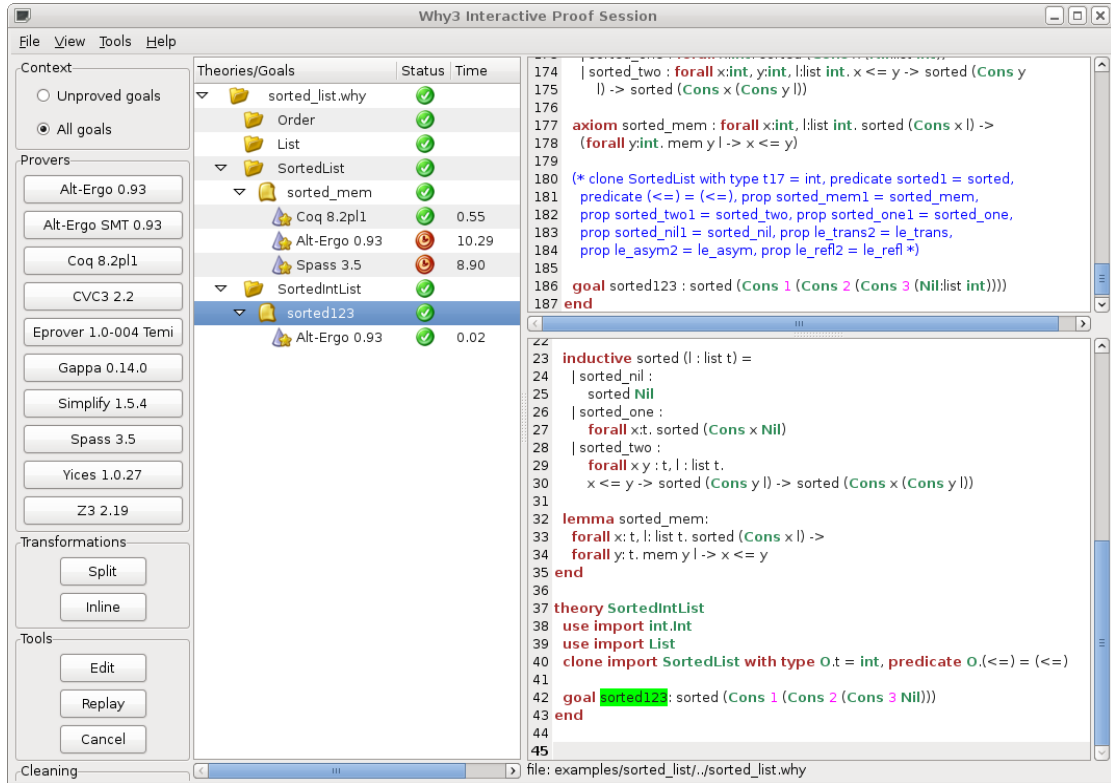 Why3 Interactive Proof Session
File View Tools Help
Context
Unproved goals
All goals
Provers
Alt-Ergo 0.93
Alt-Ergo SMT 0.93
Coq 8.2pl1
CVC3 2.2
Eprover 1.0-004 Temi
Gappa 0.14.0
Simplify 1.5.4
Spass 3.5
Yices 1.0.27
Z3 2.19
Transformations
Split
Inline
Tools
Edit
Replay
Cancel
Cleaning
Theories/Goals Status Time
sorted_list.why
Order
List
SortedList
sorted_mem
Coq 8.2pl1 0.55
Alt-Ergo 0.93 10.29
Spass 3.5 8.90
SortedIntList
sorted123
Alt-Ergo 0.93 0.02
174 | sorted_two : forall x:int, y:int, l:list int. x <= y -> sorted (Cons y
175 l) -> sorted (Cons x (Cons y l))
176
177 axiom sorted_mem : forall x:int, l:list int. sorted (Cons x l) ->
178 (forall y:int. mem y l -> x <= y)
179
180 (* clone SortedList with type t17 = int, predicate sorted1 = sorted,
181 predicate (<=) = (<=), prop sorted_mem1 = sorted_mem,
182 prop sorted_two1 = sorted_two, prop sorted_one1 = sorted_one,
183 prop sorted_nil1 = sorted_nil, prop le_trans2 = le_trans,
184 prop le_asym2 = le_asym, prop le_refl2 = le_refl *)
185
186 goal sorted123 : sorted (Cons 1 (Cons 2 (Cons 3 (Nil:list int))))
187 end
22
23 inductive sorted (l : list t) =
24 | sorted_nil :
25 sorted Nil
26 | sorted_one :
27 forall x:t. sorted (Cons x Nil)
28 | sorted_two :
29 forall x y : t, l : list t.
30 x <= y -> sorted (Cons y l) -> sorted (Cons x (Cons y l))
31
32 lemma sorted_mem:
33 forall x: t, l: list t. sorted (Cons x l) ->
34 forall y: t. mem y l -> x <= y
35 end
36
37 theory SortedIntList
38 use import int.Int
39 use import List
40 clone import SortedList with type O.t = int, predicate O.(<=) = (<=)
41
42 goal sorted123: sorted (Cons 1 (Cons 2 (Cons 3 Nil)))
43 end
44
45
file: examples/sorted_list/../sorted_list.why